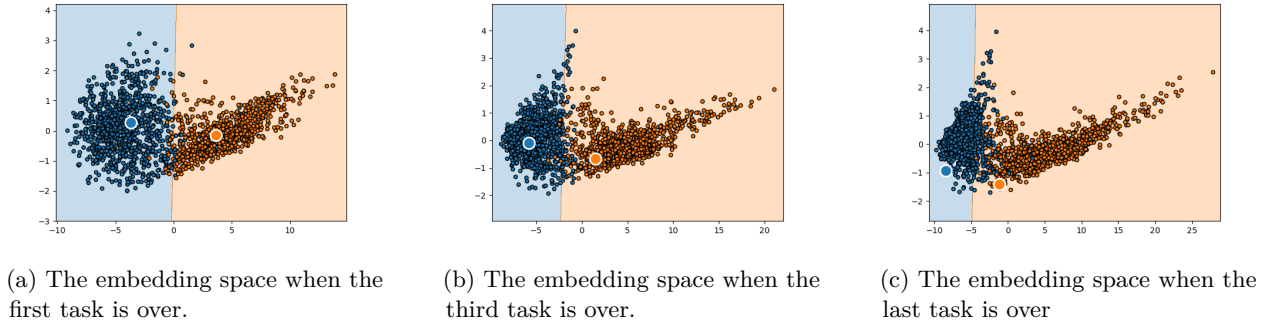 4
3
2
1
0
−1
−2
−3
−10 −5 0 5 10
4
3
2
1
0
−1
−2
−5 0 5 10 15 20
4
3
2
1
0
−1
−2
−10 −5 0 5 10 15 20 25
(a) The embedding space when the
first task is over.
(b) The embedding space when the
third task is over.
(c) The embedding space when the
last task is over